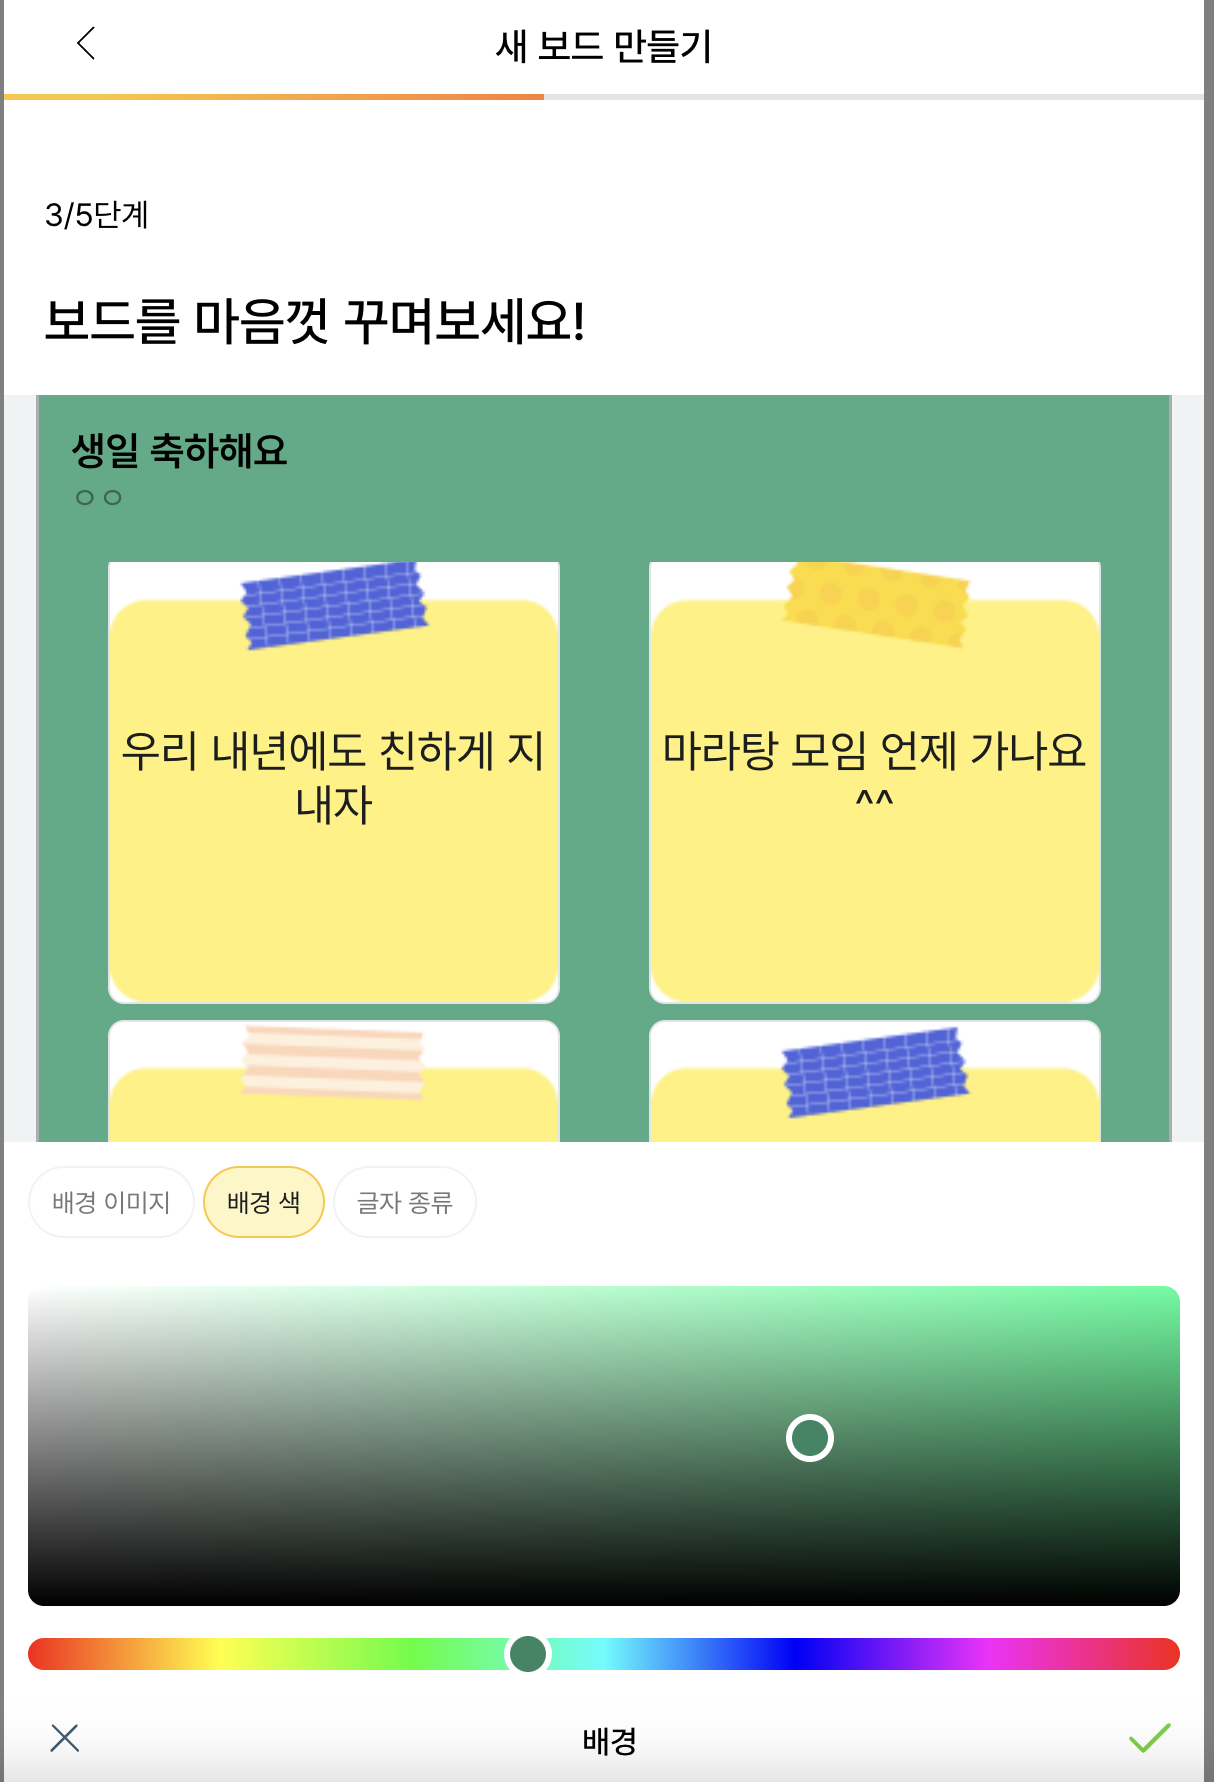 새 보드 만들기
3/5단계
보드를 마음껏 꾸며보세요!
생일 축하해요
ㅇㅇ
우리 내년에도 친하게 지
내자
마라탕 모임 언제 가나요
^^
배경 이미지
배경 색
글자 종류
배경